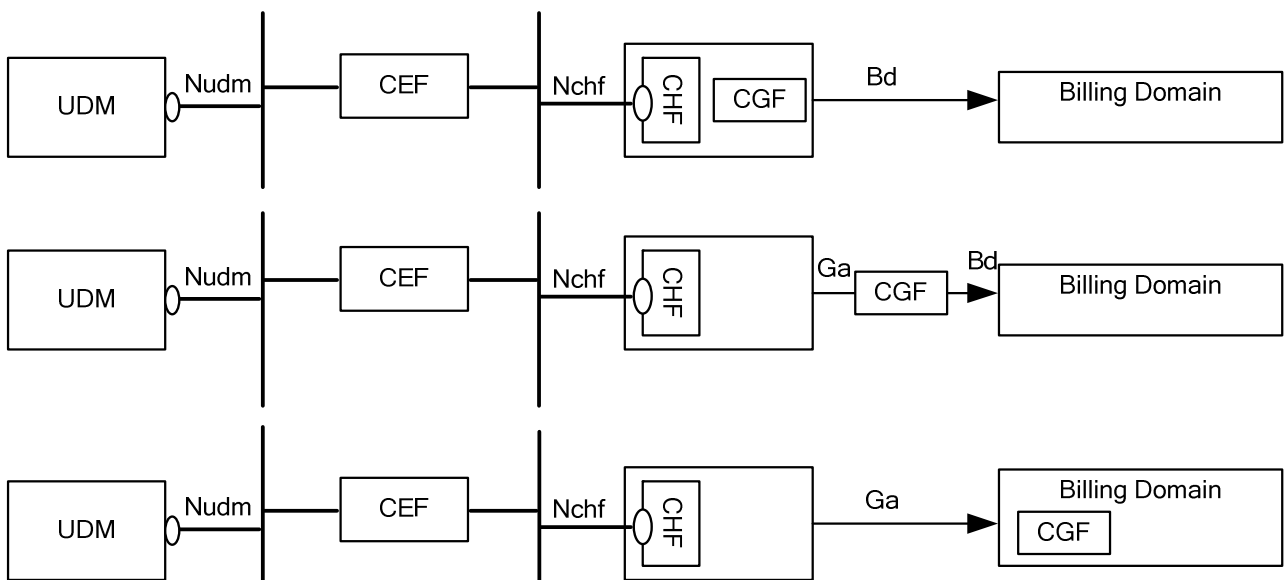 UDM
Nudm
CEF
Nchf
CHF
CGF
Bd
Billing Domain
UDM
Nudm
CEF
Nchf
CHF
Ga
CGF
Bd
Billing Domain
UDM
Nudm
CEF
Nchf
CHF
Ga
Billing Domain
CGF